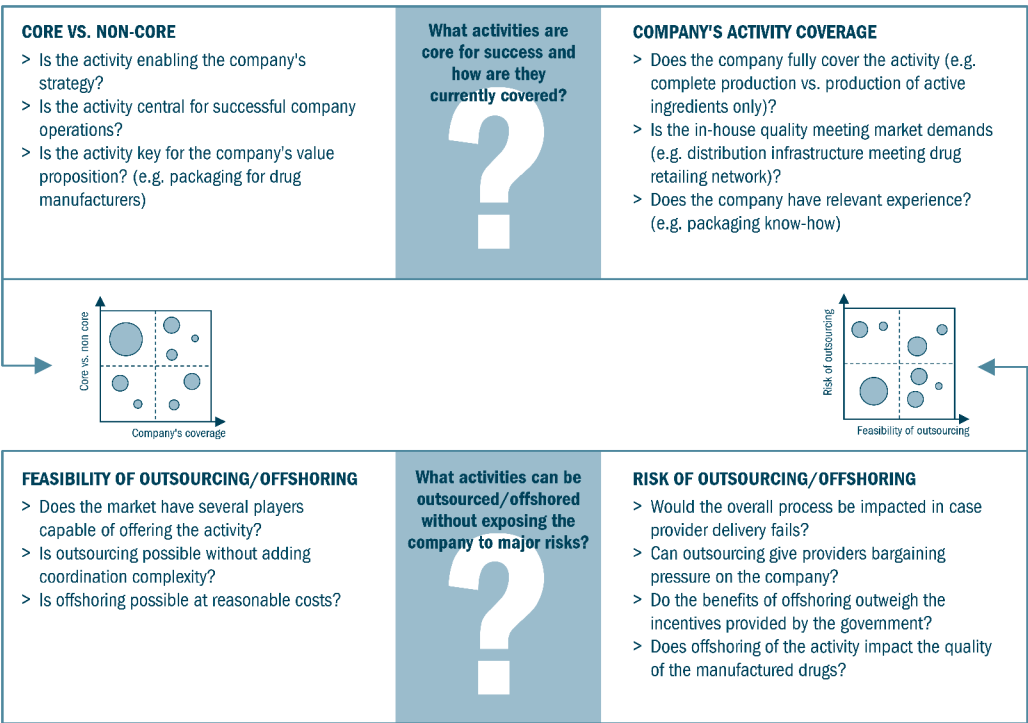 CORE VS. NON-CORE
> Is the activity enabling the company's
strategy?
> Is the activity central for successful company
operations?
> Is the activity key for the company's value
proposition? (e.g. packaging for drug
manufacturers)
What activities are
core for success and
how are they
currently covered?
?
COMPANY'S ACTIVITY COVERAGE
> Does the company fully cover the activity (e.g.
complete production vs. production of active
ingredients only)?
> Is the in-house quality meeting market demands
(e.g. distribution infrastructure meeting drug
retailing network)?
> Does the company have relevant experience?
(e.g. packaging know-how)
Core vs. non core
Company's coverage
Risk of outsourcing
Feasibility of outsourcing
FEASIBILITY OF OUTSOURCING/OFFSHORING
> Does the market have several players
capable of offering the activity?
> Is outsourcing possible without adding
coordination complexity?
> Is offshoring possible at reasonable costs?
What activities can be
outsourced/offshored
without exposing the
company to major risks?
?
RISK OF OUTSOURCING/OFFSHORING
> Would the overall process be impacted in case
provider delivery fails?
> Can outsourcing give providers bargaining
pressure on the company?
> Do the benefits of offshoring outweigh the
incentives provided by the government?
> Does offshoring of the activity impact the quality
of the manufactured drugs?